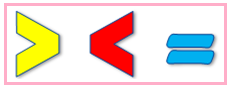 > < =